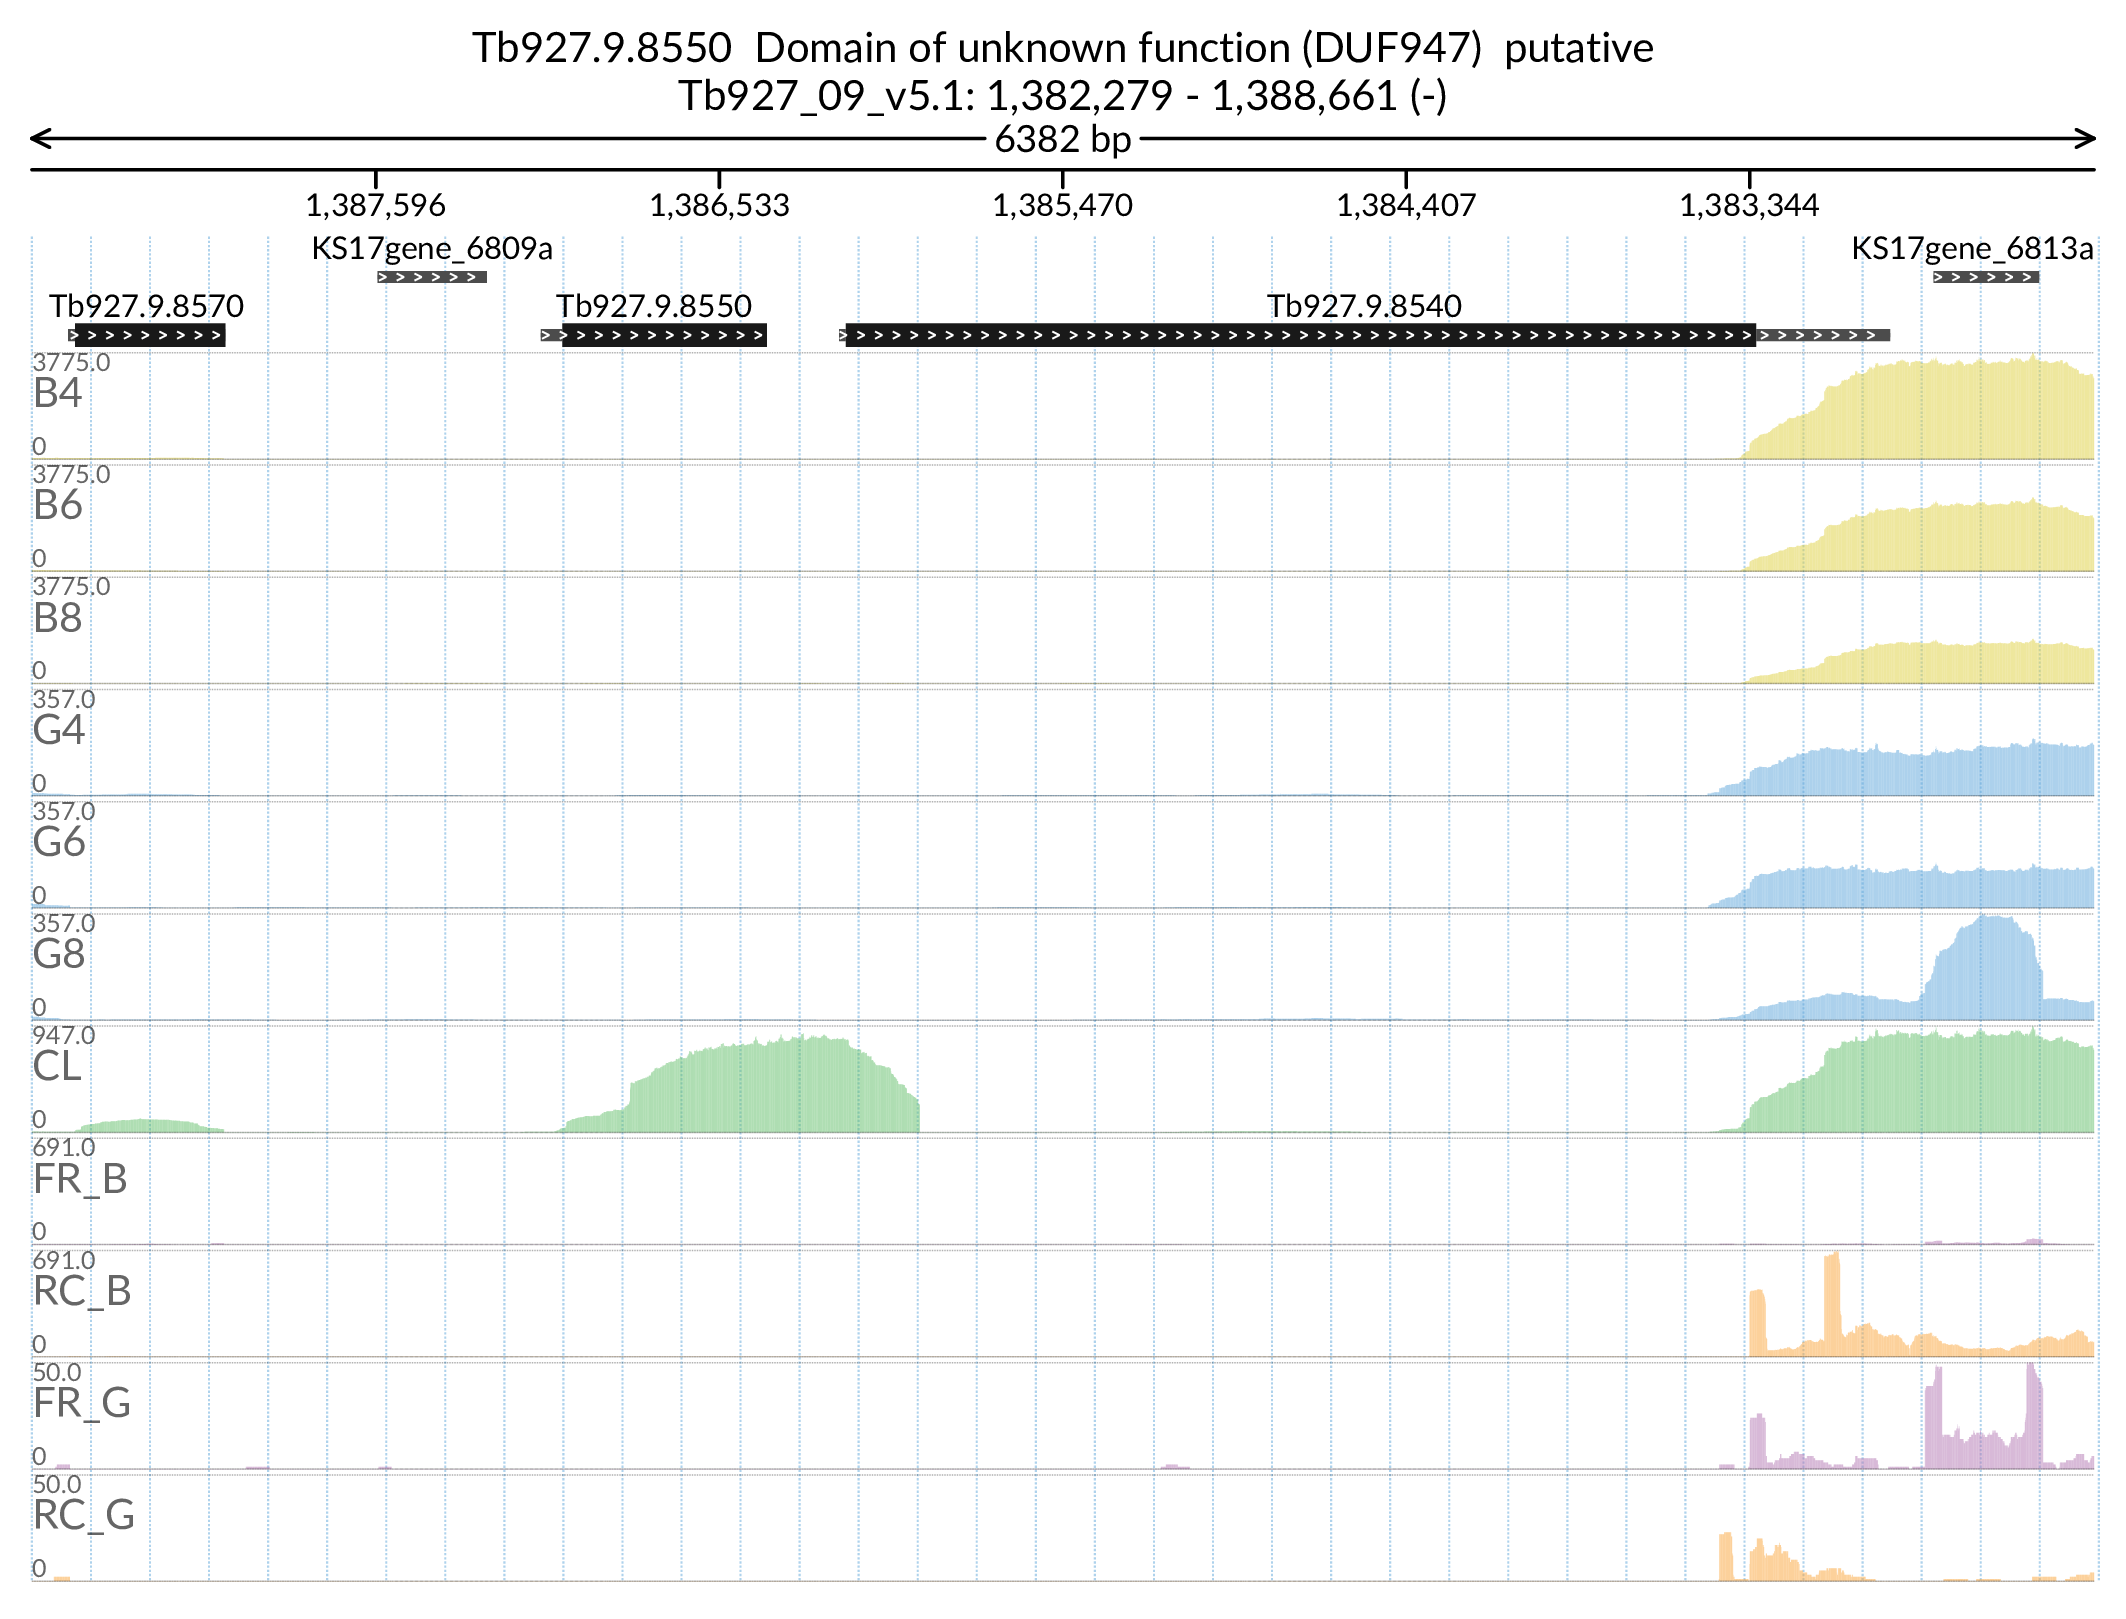 Tb927.9.8550 Domain of unknown function (DUF947) putative
Tb927_09_v5.1: 1,382,279 - 1,388,661 (-)
6382 bp
1,387,596 1,386,533 1,385,470 1,384,407 1,383,344
KS17gene_6809a KS17gene_6813a
Tb927.9.8570 Tb927.9.8550 Tb927.9.8540
3775.0
B4
0
3775.0
B6
0
3775.0
B8
0
357.0
G4
0
357.0
G6
0
357.0
G8
0
947.0
CL
0
691.0
FR_B
0
691.0
RC_B
0
50.0
FR_G
0
50.0
RC_G
0